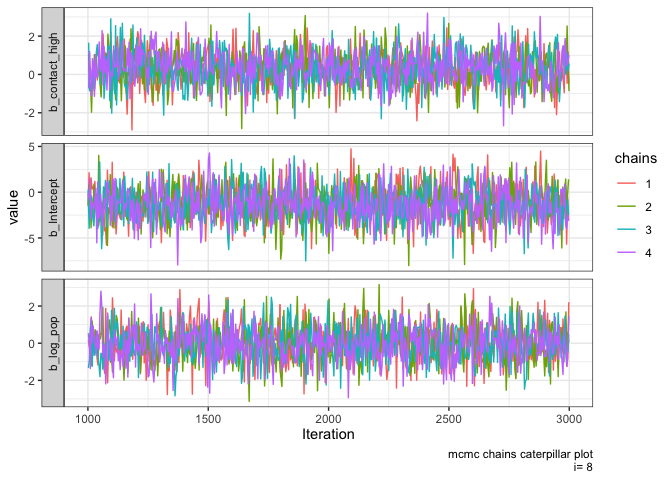 b_contact_high
2
0
-2
b_Intercept
5
0
-5
b_log_pop
2
0
-2
value
1000 1500 2000 2500 3000
Iteration
chains
1
2
3
4
mcmc chains caterpillar plot
i= 8